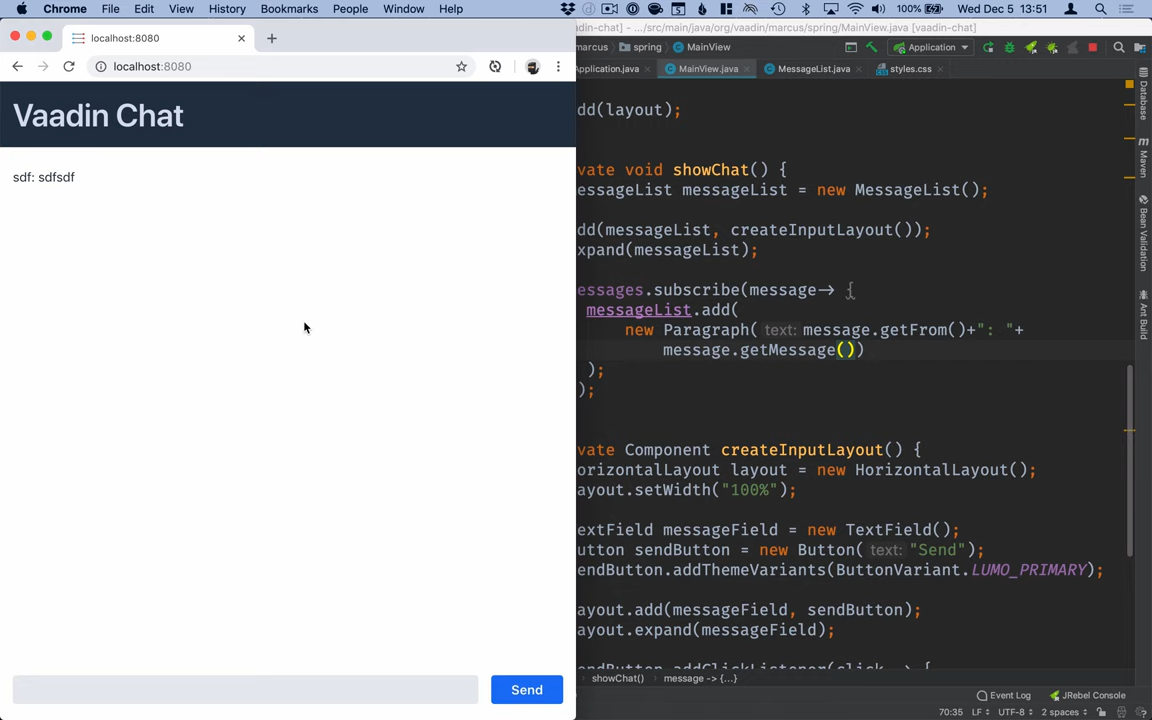 Chrome File Edit View History Bookmarks People Window Help 100% Wed Dec 5 13:51
localhost:8080
localhost:8080
Vaadin Chat
sdf: sdfsdf
Send
din-chat] - .../src/main/java/org/vaadin/marcus/spring/MainView.java [vaadin-chat]
marcus spring MainView Application
Application.java MainView.java MessageList.java styles.css
dd(layout);
vate void showChat() {
essageList messageList = new MessageList();
dd(messageList, createInputLayout());
xpand(messageList);
essages.subscribe(message-> {
messageList.add(
new Paragraph( text: message.getFrom()+": "+
message.getMessage())
);
);
vate Component createInputLayout() {
orizontalLayout layout = new HorizontalLayout();
ayout.setWidth("100%");
extField messageField = new TextField();
utton sendButton = new Button( text: "Send");
endButton.addThemeVariants(ButtonVariant.LUMO_PRIMARY);
ayout.add(messageField, sendButton);
ayout.expand(messageField);
endButton.addClickListener(click -> {
showChat() message -> {...}
Event Log JRebel Console
70:35 LF UTF-8 2 spaces
Database
Maven
Bean Validation
Ant Build